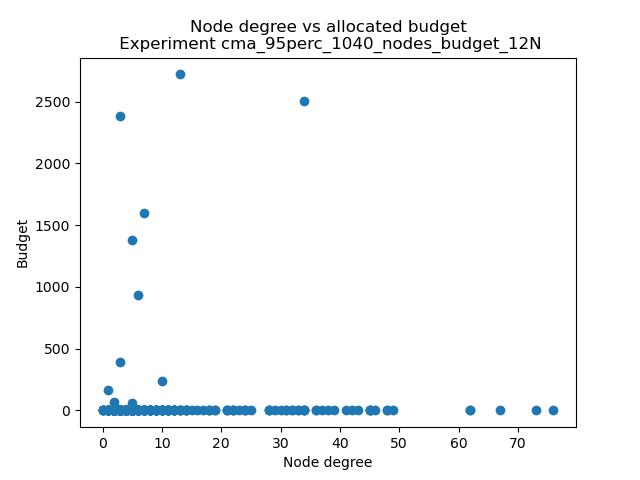 Node degree vs allocated budget
Experiment cma_95perc_1040_nodes_budget_12N
2500
2000
1500
1000
500
0
Budget
0 10 20 30 40 50 60 70
Node degree